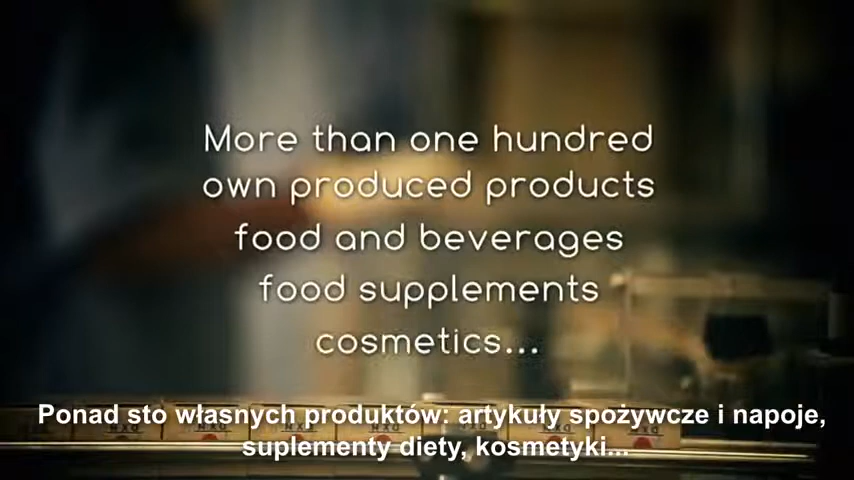 More than one hundred
own produced products
food and beverages
food supplements
cosmetics...
Ponad sto własnych produktów: artykuły spożywcze i napoje,
suplementy diety, kosmetyki...